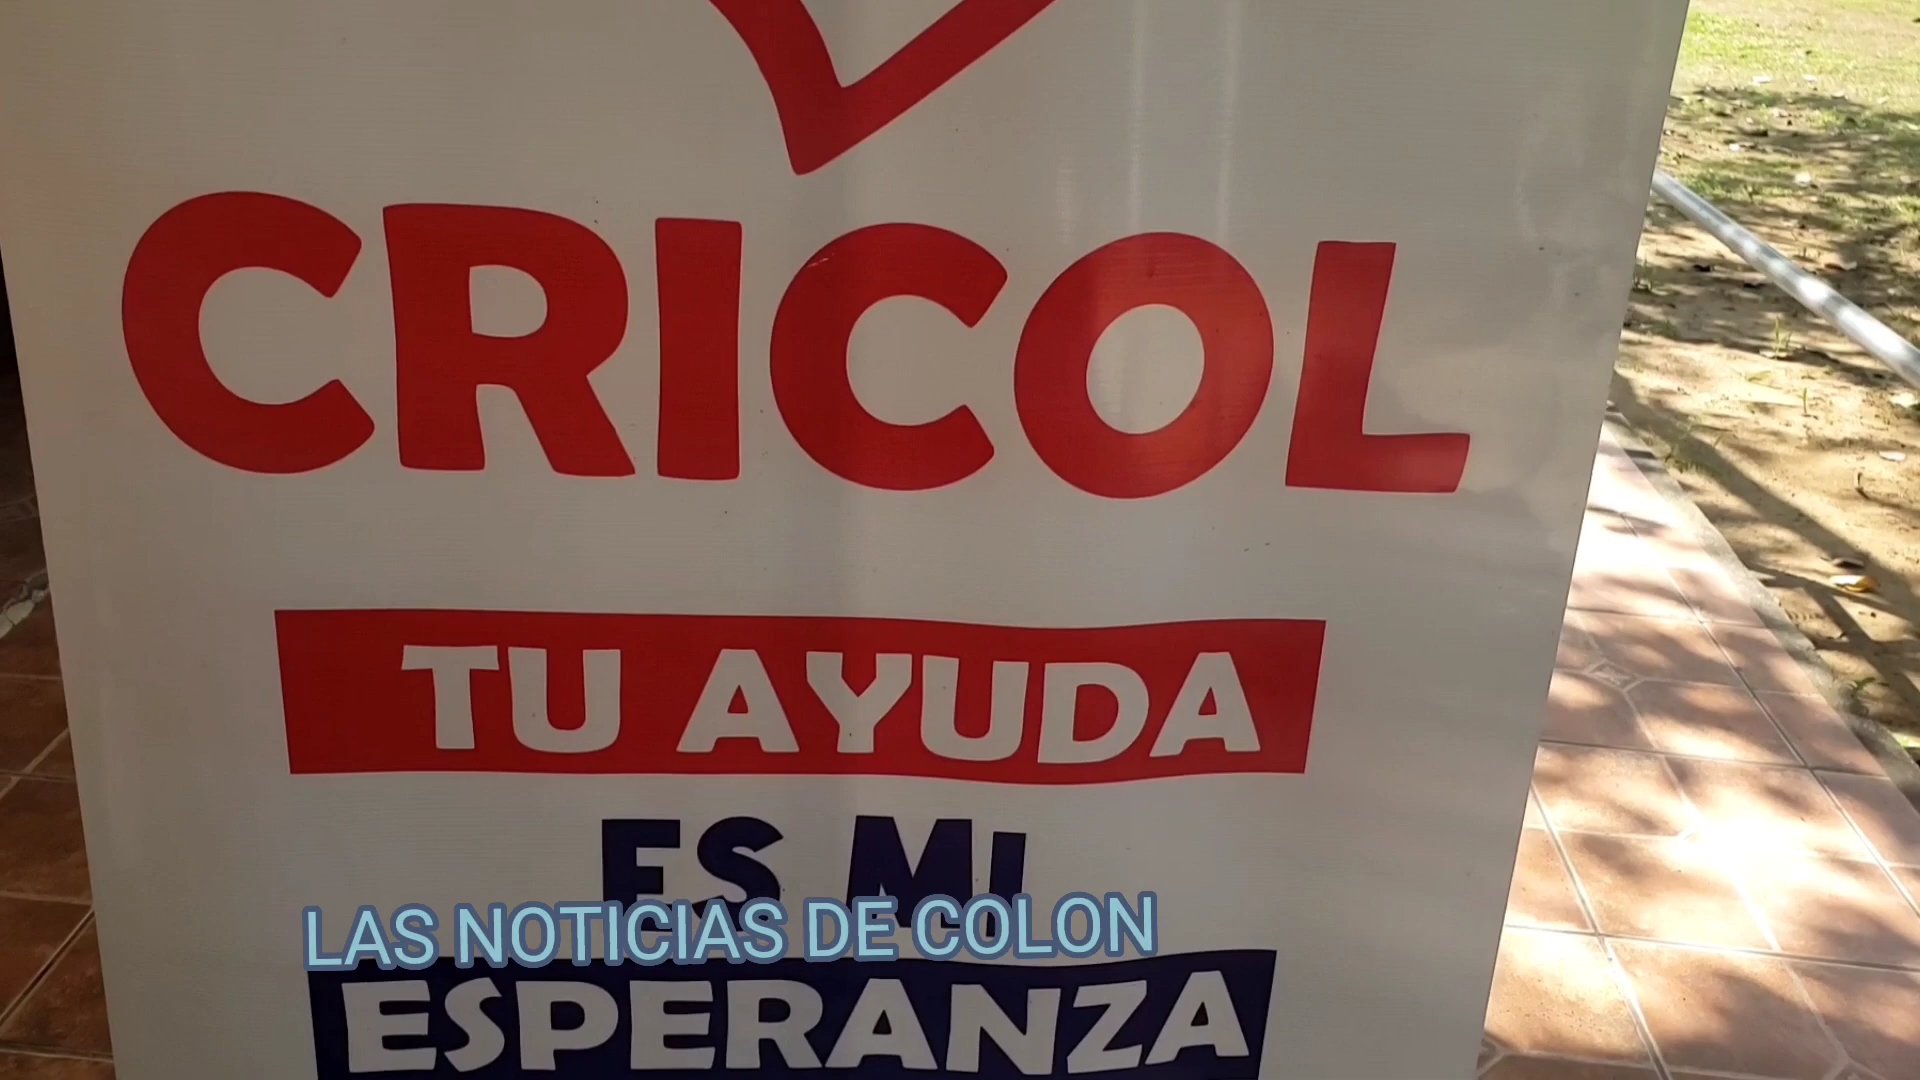 CRICOL
TU AYUDA
ES MI
LAS NOTICIAS DE COLON
ESPERANZA